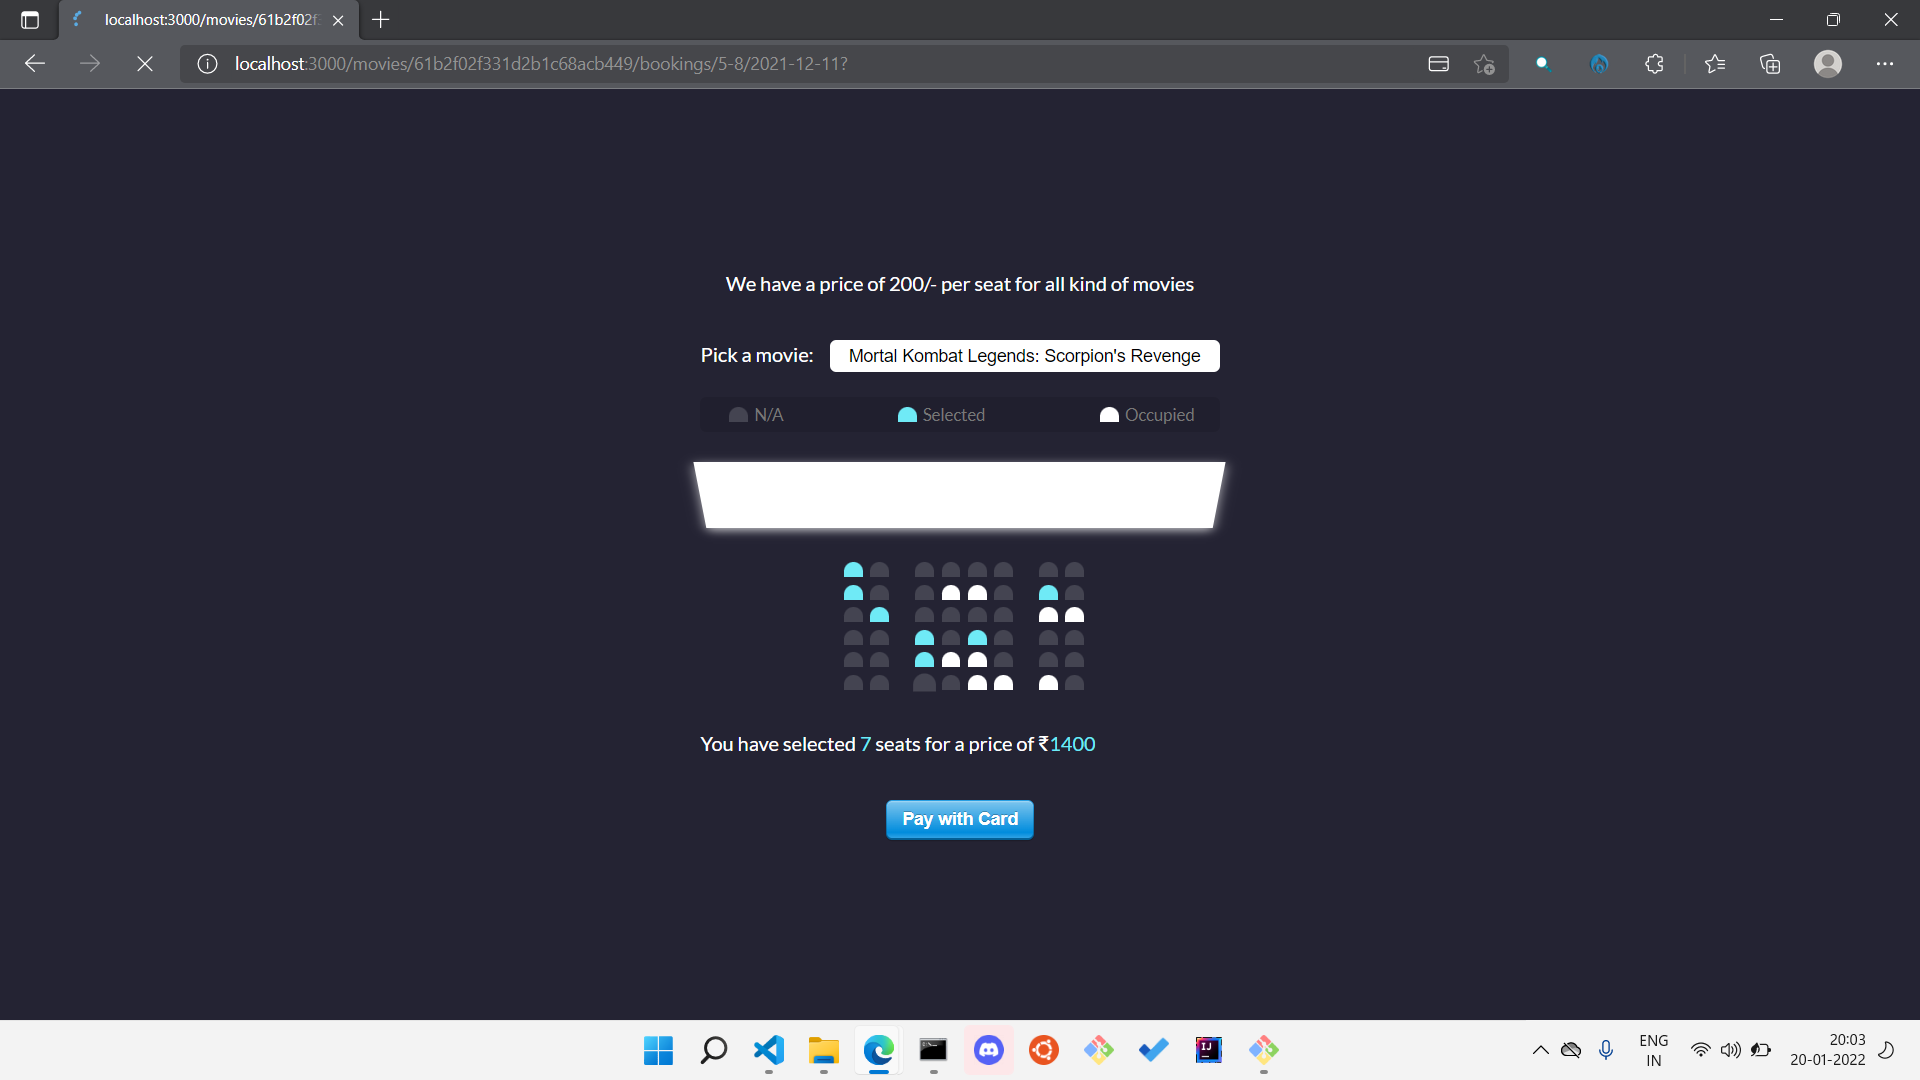 localhost:3000/movies/61b2f02f
localhost:3000/movies/61b2f02f331d2b1c68acb449/bookings/5-8/2021-12-11?
We have a price of 200/- per seat for all kind of movies
Pick a movie: Mortal Kombat Legends: Scorpion's Revenge
N/A Selected Occupied
You have selected 7 seats for a price of ₹1400
Pay with Card
IJ
ENG
IN
20:03
20-01-2022